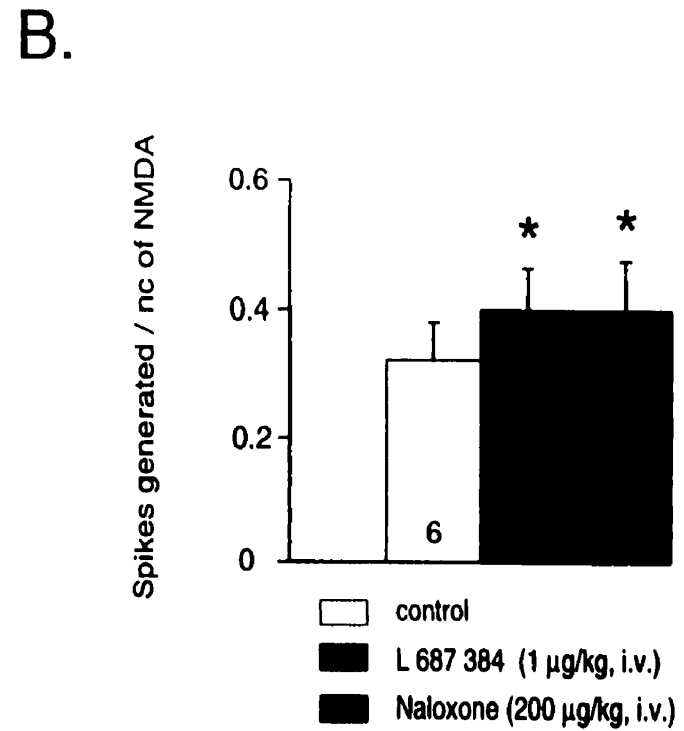 B.
Spikes generated / nc of NMDA
0.6
0.4
0.2
0
* *
6
control
L 687 384 (1 µg/kg, i.v.)
Naloxone (200 µg/kg, i.v.)